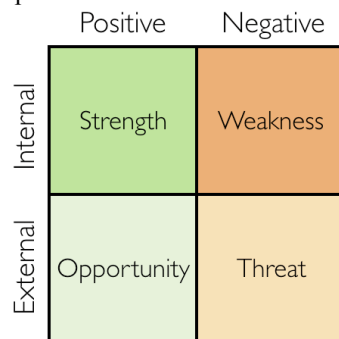 Positive Negative
Internal
Strength Weakness
External
Opportunity Threat